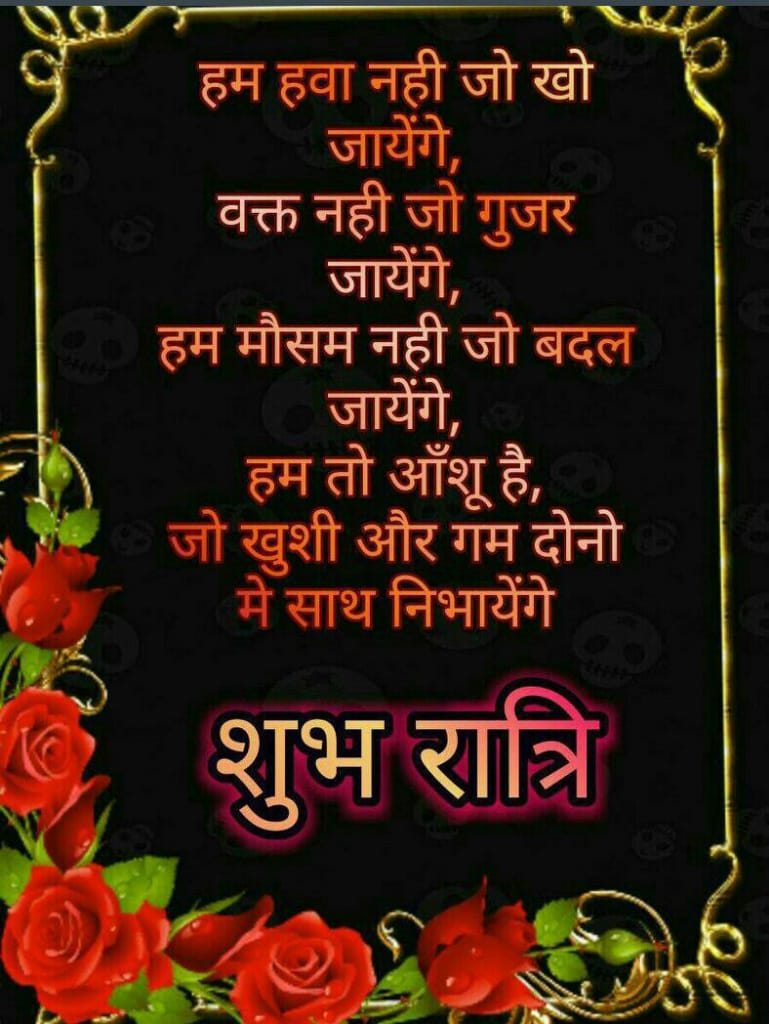 हम हवा नही जो खो
जायेंगे,
वक्त नही जो गुजर
जायेंगे,
हम मौसम नही जो बदल
जायेंगे,
हम तो आँशू है,
जो खुशी और गम दोनो
मे साथ निभायेंगे
शुभ रात्रि